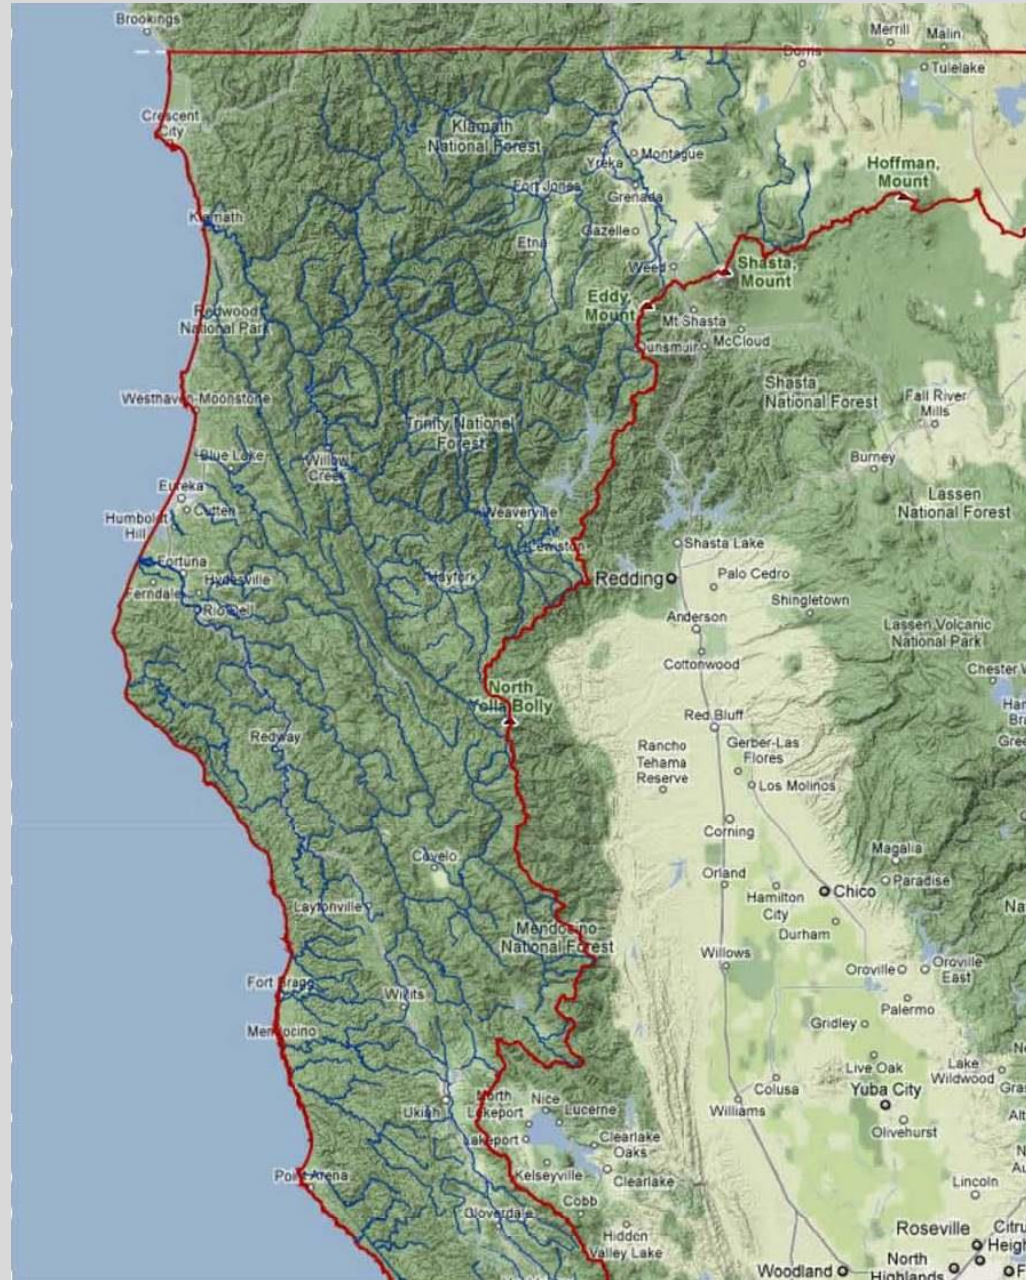 Brookings
Merrill
Malin
Dorris
Tulelake
Crescent
City
Klamath
National Forest
Montague
Yreka
Hoffman,
Mount
Fort Jones
Grenada
Klamath
Gazelle
Etna
Weed
Shasta,
Mount
Eddy,
Mount
Redwood
National Park
Mt Shasta
Dunsmuir
McCloud
Shasta
National Forest
Westhaven-Moonstone
Fall River
Mills
Trinity National
Forest
Blue Lake
Willow
Creek
Burney
Eureka
Cutten
Lassen
National Forest
Humboldt
Hill
Weaverville
Lewiston
Shasta Lake
Fortuna
Hydesville
Hayfork
Redding
Palo Cedro
Ferndale
Rio Dell
Shingletown
Anderson
Lassen Volcanic
National Park
Cottonwood
Chester
North
Yolla Bolly
Red Bluff
Redway
Rancho
Tehama
Reserve
Gerber-Las
Flores
Los Molinos
Corning
Covelo
Magalia
Paradise
Orland
Hamilton
City
Chico
Laytonville
Durham
Mendocino
National Forest
Willows
Oroville
Oroville
East
Fort Bragg
Willits
Palermo
Gridley
Mendocino
Live Oak
Lake
Wildwood
Colusa
Yuba City
North
Lakeport
Nice
Lucerne
Williams
Ukiah
Olivehurst
Lakeport
Clearlake
Oaks
Point Arena
Kelseyville
Clearlake
Lincoln
Cobb
Cloverdale
Hidden
Valley Lake
Roseville
Citru
Heigh
North
Highlands
Woodland